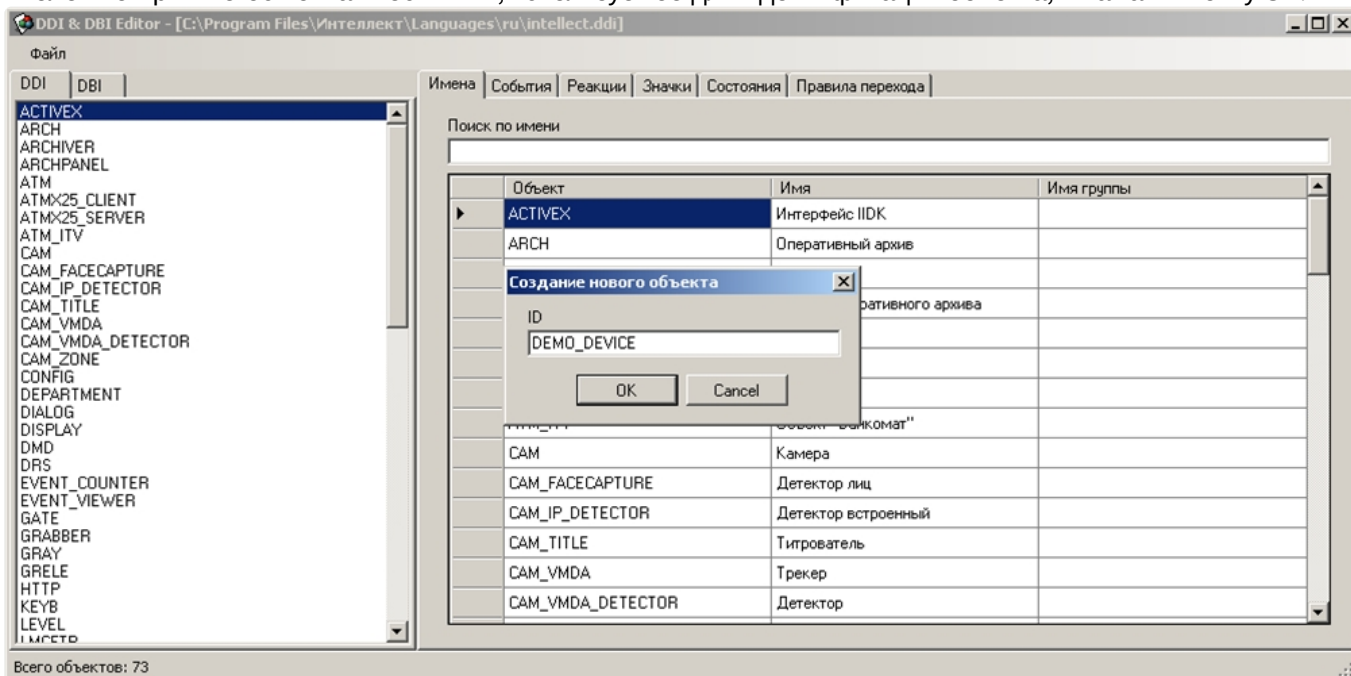 DDI & DBI Editor - [C:\Program Files\Интеллект\Languages\ru\intellect.ddi]
Файл
DDI DBI
ACTIVEX
ARCH
ARCHIVER
ARCHPANEL
ATM
ATMX25_CLIENT
ATMX25_SERVER
ATM_ITV
CAM
CAM_FACECAPTURE
CAM_IP_DETECTOR
CAM_TITLE
CAM_VMDA
CAM_VMDA_DETECTOR
CAM_ZONE
CONFIG
DEPARTMENT
DIALOG
DISPLAY
DMD
DRS
EVENT_COUNTER
EVENT_VIEWER
GATE
GRABBER
GRAY
GRELE
HTTP
KEYB
LEVEL
Имена События Реакции Значки Состояния Правила перехода
Поиск по имени
Объект Имя Имя группы
ACTIVEX Интерфейс IIDK
ARCH Оперативный архив
архива
CAM Камера
CAM_FACECAPTURE Детектор лиц
CAM_IP_DETECTOR Детектор встроенный
CAM_TITLE Титрователь
CAM_VMDA Трекер
CAM_VMDA_DETECTOR Детектор
Создание нового объекта
ID
DEMO_DEVICE
OK Cancel
Всего объектов: 73